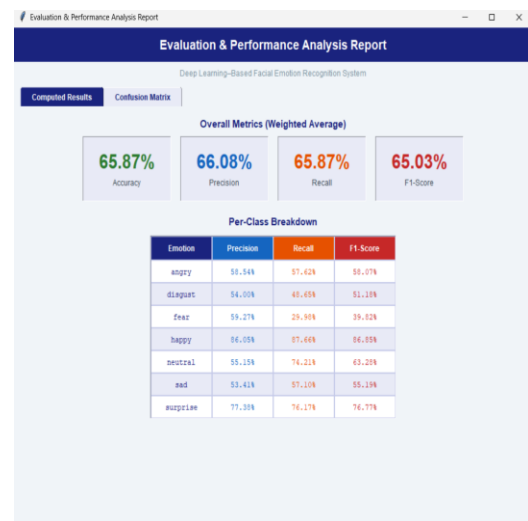 Evaluation & Performance Analysis Report
Evaluation & Performance Analysis Report
Deep Learning-Based Facial Emotion Recognition System
Computed Results Confusion Matrix
Overall Metrics (Weighted Average)
65.87% 66.08% 65.87% 65.03%
Accuracy Precision Recall F1-Score
Per-Class Breakdown
Emotion Precision Recall F1-Score
angry 58.54% 57.62% 58.07%
disgust 54.00% 48.65% 51.18%
fear 59.27% 29.98% 39.82%
happy 86.05% 87.66% 86.85%
neutral 55.15% 74.21% 63.28%
sad 53.41% 57.10% 55.19%
surprise 77.38% 76.17% 76.77%